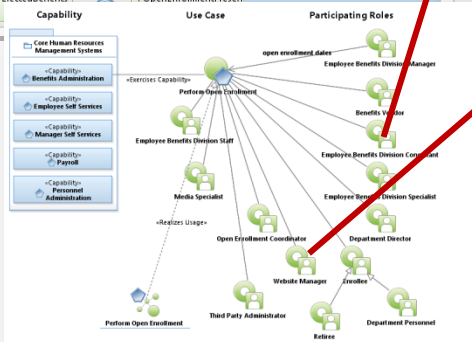 Capability
Use Case
Participating Roles
Core Human Resources
Management Systems
«Capability»
Benefits Administration
«Capability»
Employee Self Services
«Capability»
Manager Self Services
«Capability»
Payroll
«Capability»
Personnel
Administration
«Exercises Capability»
Perform Open Enrollment
open enrollment dates
Employee Benefits Division Manager
Benefits Vendor
Employee Benefits Division Consultant
Employee Benefits Division Specialist
Department Director
Employee Benefits Division Staff
Media Specialist
«Realizes Usage»
Open Enrollment Coordinator
Website Manager
Enrollee
Third Party Administrator
Retiree
Department Personnel
Perform Open Enrollment